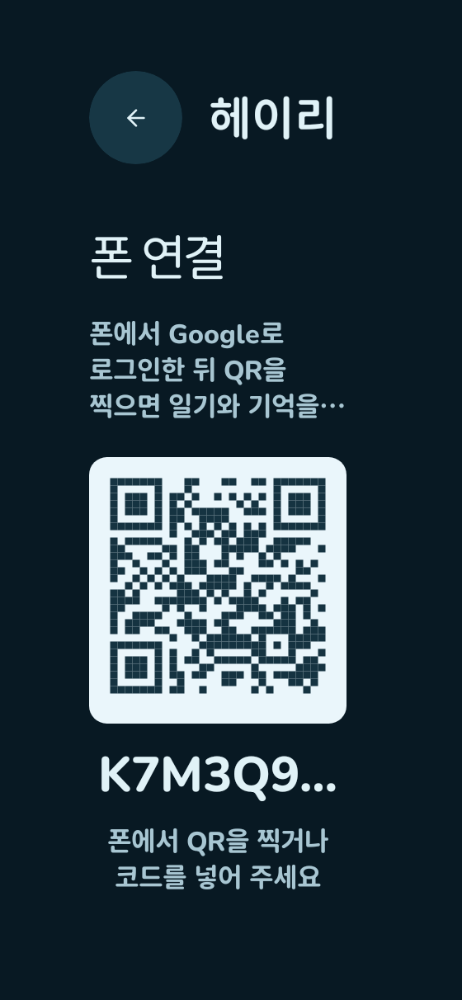 헤이리
폰 연결
폰에서 Google로
로그인한 뒤 QR을
찍으면 일기와 기억을…
K7M3Q9...
폰에서 QR을 찍거나
코드를 넣어 주세요